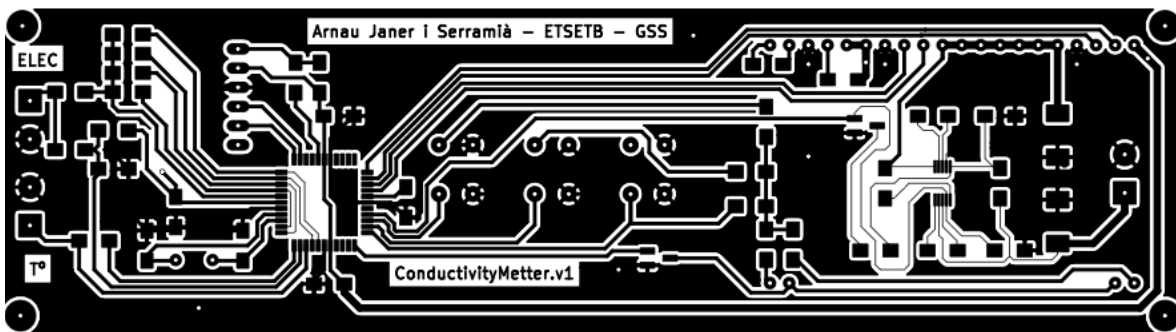 Arnau Janer i Serramià – ETSETB – GSS
ELEC
Tº
ConductivityMetter.v1